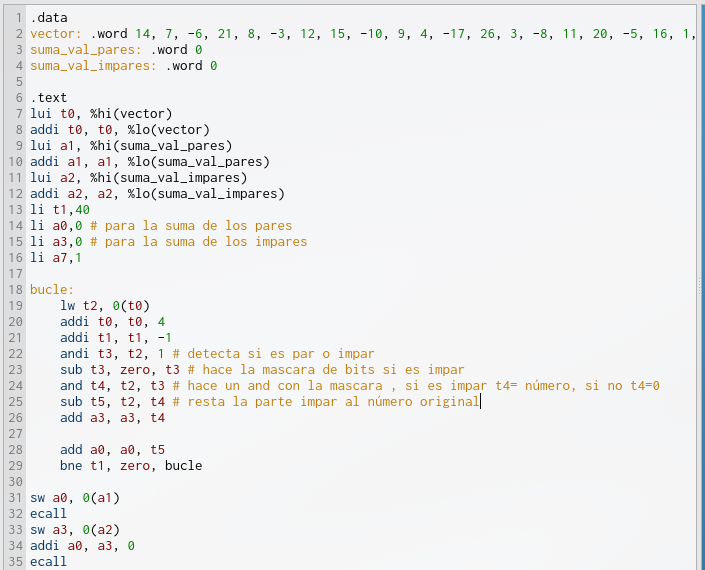 1 .data
2 vector: .word 14, 7, -6, 21, 8, -3, 12, 15, -10, 9, 4, -17, 26, 3, -8, 11, 20, -5, 16, 1,
3 suma_val_pares: .word 0
4 suma_val_impares: .word 0
5
6 .text
7 lui t0, %hi(vector)
8 addi t0, t0, %lo(vector)
9 lui a1, %hi(suma_val_pares)
10 addi a1, a1, %lo(suma_val_pares)
11 lui a2, %hi(suma_val_impares)
12 addi a2, a2, %lo(suma_val_impares)
13 li t1,40
14 li a0,0 # para la suma de los pares
15 li a3,0 # para la suma de los impares
16 li a7,1
17
18 bucle:
19     lw t2, 0(t0)
20     addi t0, t0, 4
21     addi t1, t1, -1
22     andi t3, t2, 1 # detecta si es par o impar
23     sub t3, zero, t3 # hace la mascara de bits si es impar
24     and t4, t2, t3 # hace un and con la mascara , si es impar t4= número, si no t4=0
25     sub t5, t2, t4 # resta la parte impar al número original
26     add a3, a3, t4
27
28     add a0, a0, t5
29     bne t1, zero, bucle
30
31 sw a0, 0(a1)
32 ecall
33 sw a3, 0(a2)
34 addi a0, a3, 0
35 ecall